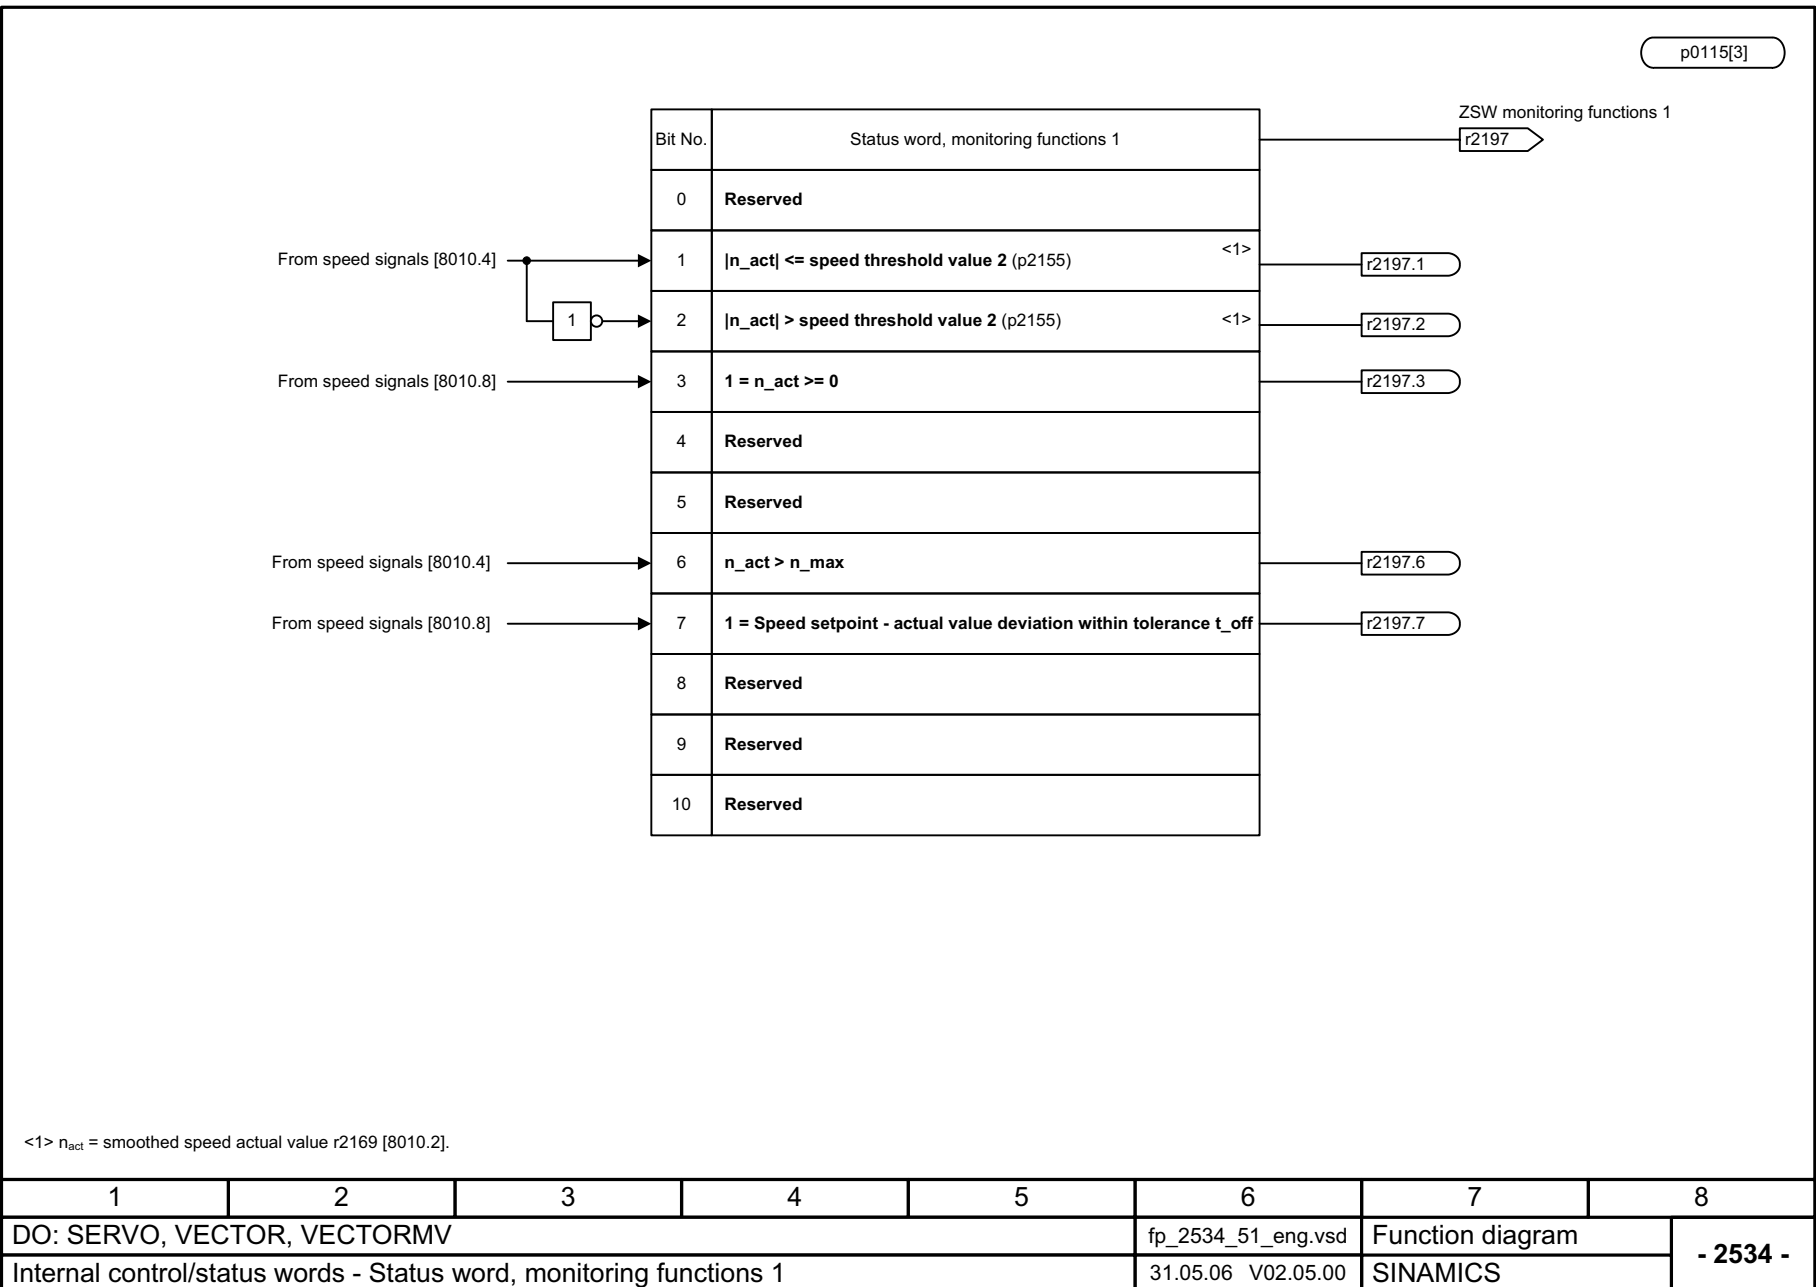 p0115[3]
ZSW monitoring functions 1
Bit No. Status word, monitoring functions 1 r2197
0 Reserved
From speed signals [8010.4] 1 |n_act| <= speed threshold value 2 (p2155) <1> r2197.1
1 2 |n_act| > speed threshold value 2 (p2155) <1> r2197.2
From speed signals [8010.8] 3 1 = n_act >= 0 r2197.3
4 Reserved
5 Reserved
From speed signals [8010.4] 6 n_act > n_max r2197.6
From speed signals [8010.8] 7 1 = Speed setpoint - actual value deviation within tolerance t_off r2197.7
8 Reserved
9 Reserved
10 Reserved
<1> nact = smoothed speed actual value r2169 [8010.2].
1 2 3 4 5 6 7 8
DO: SERVO, VECTOR, VECTORMV fp_2534_51_eng.vsd Function diagram - 2534 -
Internal control/status words - Status word, monitoring functions 1 31.05.06 V02.05.00 SINAMICS